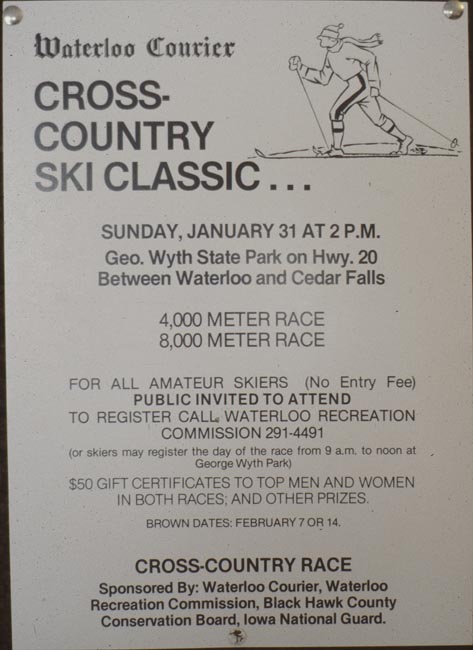 Waterloo Courier
CROSS-
COUNTRY
SKI CLASSIC...
SUNDAY, JANUARY 31 AT 2 P.M.
Geo. Wyth State Park on Hwy. 20
Between Waterloo and Cedar Falls
4,000 METER RACE
8,000 METER RACE
FOR ALL AMATEUR SKIERS (No Entry Fee)
PUBLIC INVITED TO ATTEND
TO REGISTER CALL WATERLOO RECREATION
COMMISSION 291-4491
(or skiers may register the day of the race from 9 a.m. to noon at
George Wyth Park)
$50 GIFT CERTIFICATES TO TOP MEN AND WOMEN
IN BOTH RACES; AND OTHER PRIZES.
BROWN DATES: FEBRUARY 7 OR 14.
CROSS-COUNTRY RACE
Sponsored By: Waterloo Courier, Waterloo
Recreation Commission, Black Hawk County
Conservation Board, Iowa National Guard.